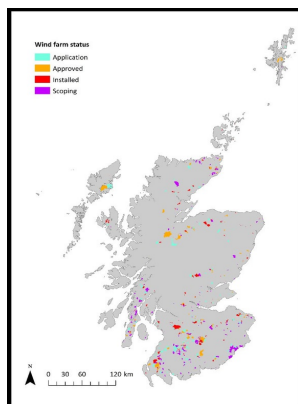 Wind farm status
Application
Approved
Installed
Scoping
N
0 30 60 120 km